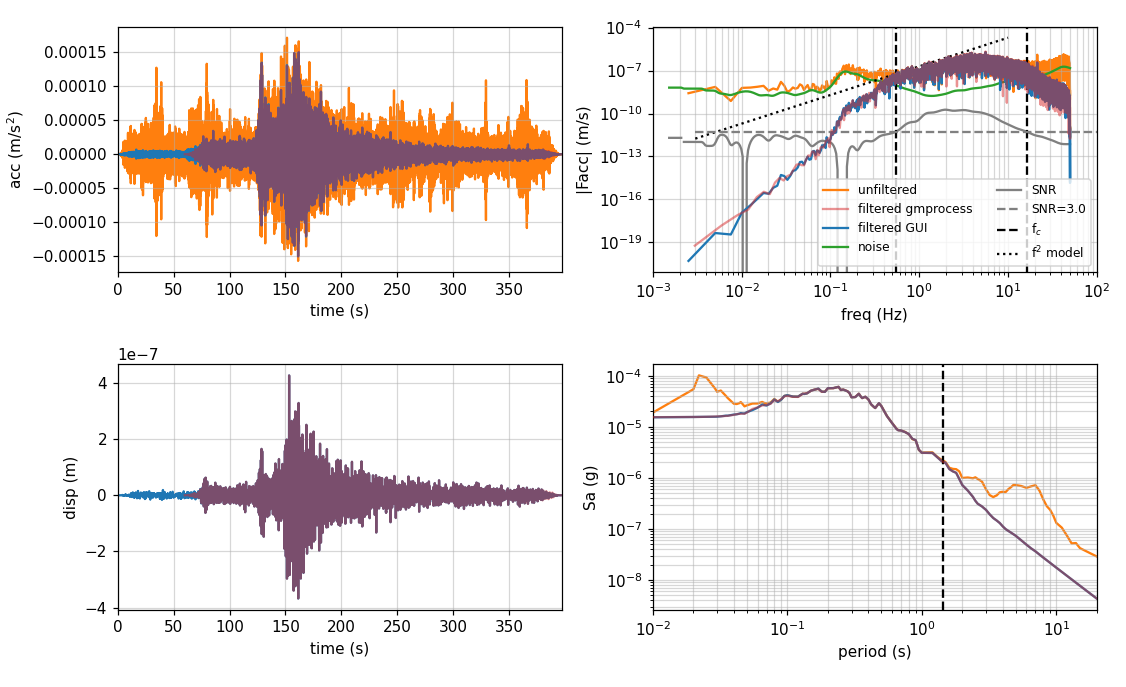 0.00015
0.00010
0.00005
0.00000
−0.00005
−0.00010
−0.00015
acc (m/s²)
0 50 100 150 200 250 300 350
time (s)
10⁻⁴
10⁻⁷
10⁻¹⁰
10⁻¹³
10⁻¹⁶
10⁻¹⁹
|Facc| (m/s)
unfiltered
filtered gmprocess
filtered GUI
noise
SNR
SNR=3.0
f_c
f² model
10⁻³ 10⁻² 10⁻¹ 10⁰ 10¹ 10²
freq (Hz)
1e−7
4
2
0
−2
−4
disp (m)
0 50 100 150 200 250 300 350
time (s)
10⁻⁴
10⁻⁵
10⁻⁶
10⁻⁷
10⁻⁸
Sa (g)
10⁻² 10⁻¹ 10⁰ 10¹
period (s)